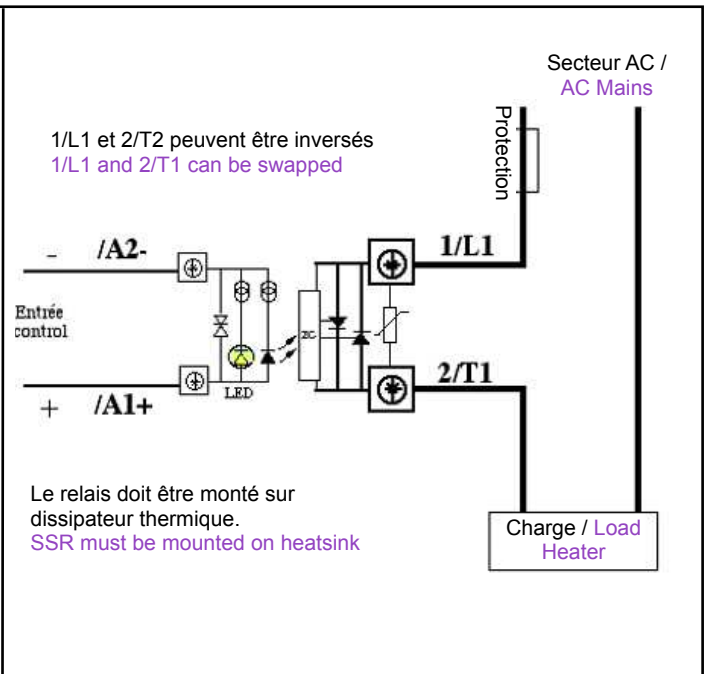 Secteur AC /
AC Mains
Protection
1/L1 et 2/T2 peuvent être inversés
1/L1 and 2/T1 can be swapped
- /A2-
1/L1
Entrée
control
ZC
LED
+ /A1+
2/T1
Le relais doit être monté sur
dissipateur thermique.
SSR must be mounted on heatsink
Charge / Load
Heater